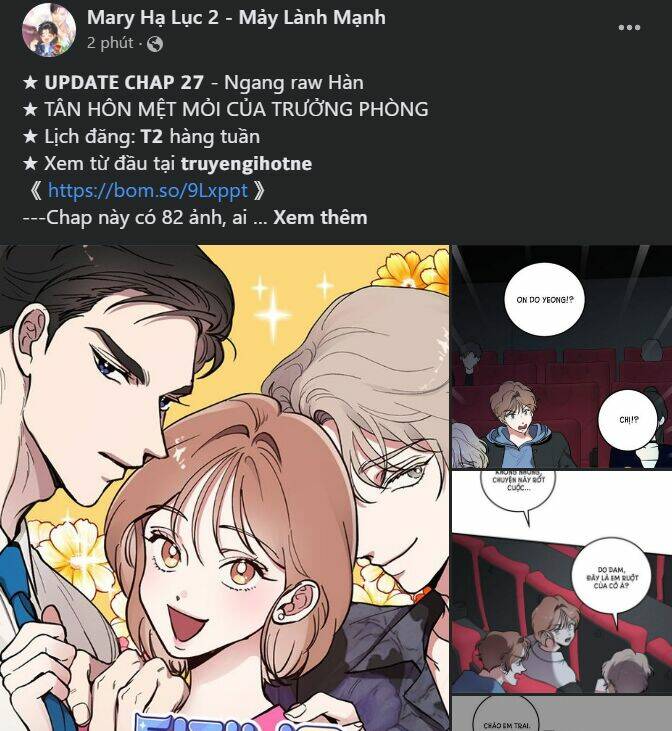 Mary Hạ Lục 2 - Mảy Lành Mạnh
2 phút ·
★ UPDATE CHAP 27 - Ngang raw Hàn
★ TÂN HÔN MỆT MỎI CỦA TRƯỞNG PHÒNG
★ Lịch đăng: T2 hàng tuần
★ Xem từ đầu tại truyengihotne
《 https://bom.so/9Lxppt 》
---Chap này có 82 ảnh, ai ... Xem thêm
ON DO YEONG!?
CHỊ!?
KHÔNG NHƯNG,
CHUYỆN NÀY RỐT
CUỘC...
DO DAM,
ĐÂY LÀ EM RUỘT
CỦA CÔ À?
CHÀO EM TRAI.